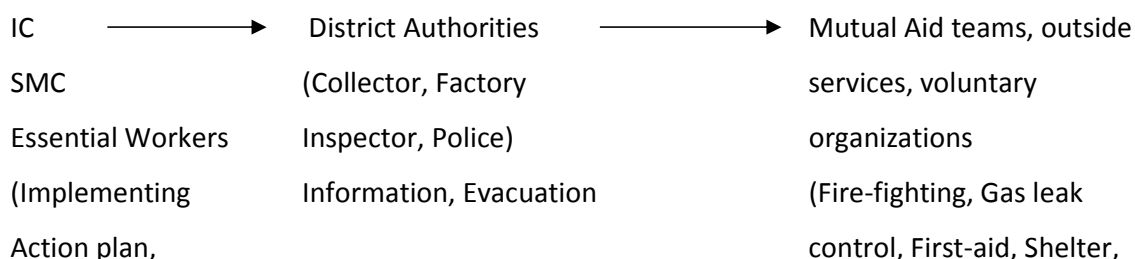 IC
SMC
Essential Workers
(Implementing
Action plan,
District Authorities
(Collector, Factory
Inspector, Police)
Information, Evacuation
Mutual Aid teams, outside
services, voluntary
organizations
(Fire-fighting, Gas leak
control, First-aid, Shelter,